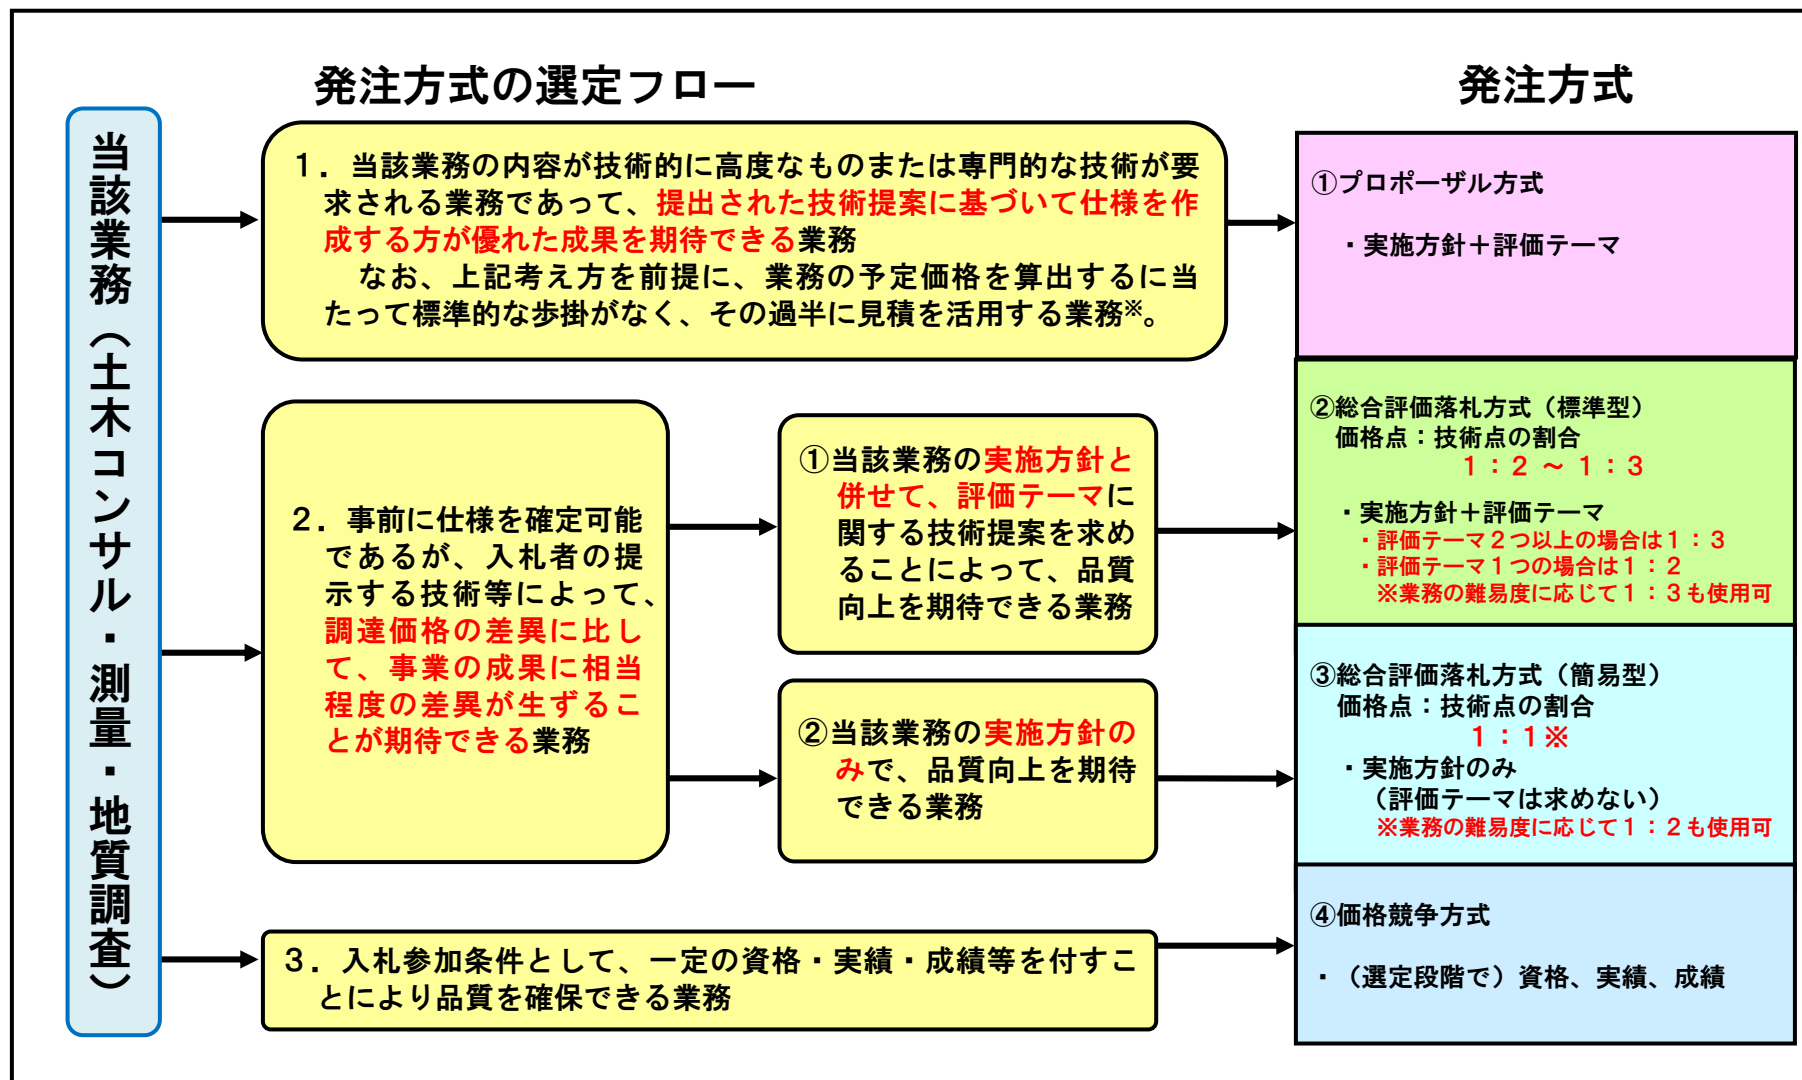 発注方式の選定フロー
発注方式
当該業務（土木コンサル・測量・地質調査）
１．当該業務の内容が技術的に高度なものまたは専門的な技術が要
求される業務であって、提出された技術提案に基づいて仕様を作
成する方が優れた成果を期待できる業務
なお、上記考え方を前提に、業務の予定価格を算出するに当
たって標準的な歩掛がなく、その過半に見積を活用する業務※。
①プロポーザル方式
・実施方針＋評価テーマ
２．事前に仕様を確定可能
であるが、入札者の提
示する技術等によって、
調達価格の差異に比し
て、事業の成果に相当
程度の差異が生ずるこ
とが期待できる業務
①当該業務の実施方針と
併せて、評価テーマに
関する技術提案を求め
ることによって、品質
向上を期待できる業務
②総合評価落札方式（標準型）
価格点：技術点の割合
１：２ ～ １：３
・実施方針＋評価テーマ
・評価テーマ２つ以上の場合は１：３
・評価テーマ１つの場合は１：２
※業務の難易度に応じて１：３も使用可
②当該業務の実施方針の
みで、品質向上を期待
できる業務
③総合評価落札方式（簡易型）
価格点：技術点の割合
１：１※
・実施方針のみ
（評価テーマは求めない）
※業務の難易度に応じて１：２も使用可
３．入札参加条件として、一定の資格・実績・成績等を付すこ
とにより品質を確保できる業務
④価格競争方式
・（選定段階で）資格、実績、成績